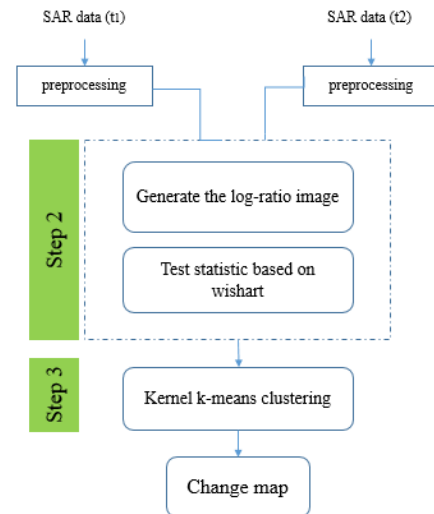 SAR data (t1)
SAR data (t2)
preprocessing
preprocessing
Step 2
Generate the log-ratio image
Test statistic based on
wishart
Step 3
Kernel k-means clustering
Change map